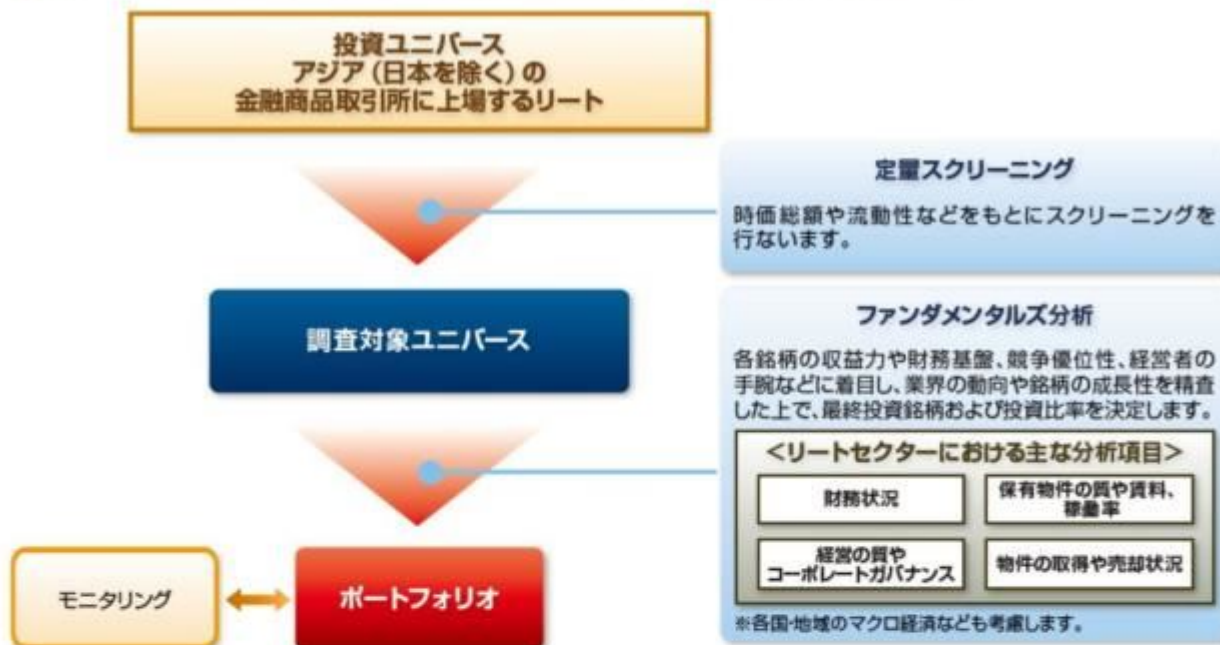 投資ユニバース
アジア（日本を除く）の
金融商品取引所に上場するリート
定量スクリーニング
時価総額や流動性などをもとにスクリーニングを
行ないます。
調査対象ユニバース
ファンダメンタルズ分析
各銘柄の収益力や財務基盤、競争優位性、経営者の
手腕などに着目し、業界の動向や銘柄の成長性を精査
した上で、最終投資銘柄および投資比率を決定します。
＜リートセクターにおける主な分析項目＞
財務状況
保有物件の質や賃料、
稼働率
経営の質や
コーポレートガバナンス
物件の取得や売却状況
※各国・地域のマクロ経済なども考慮します。
モニタリング
ポートフォリオ